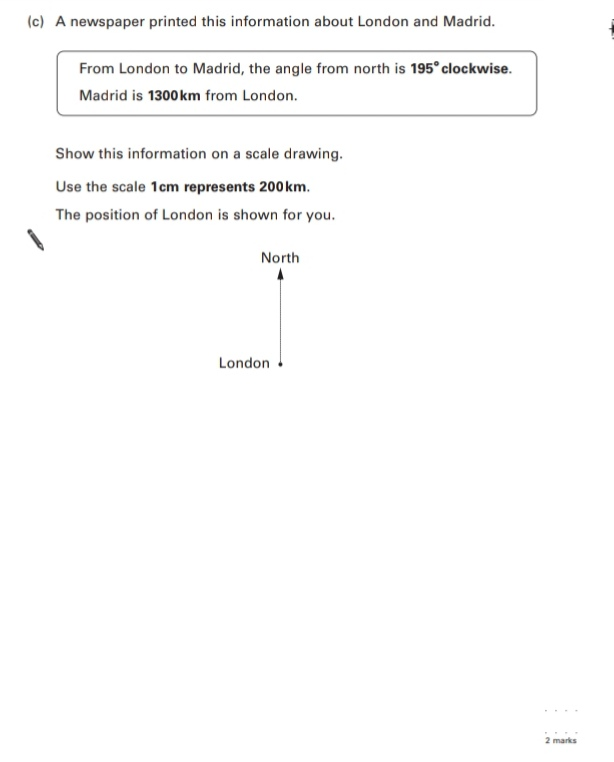 (c) A newspaper printed this information about London and Madrid.
From London to Madrid, the angle from north is 195° clockwise.
Madrid is 1300km from London.
Show this information on a scale drawing.
Use the scale 1cm represents 200km.
The position of London is shown for you.
North
London
2 marks